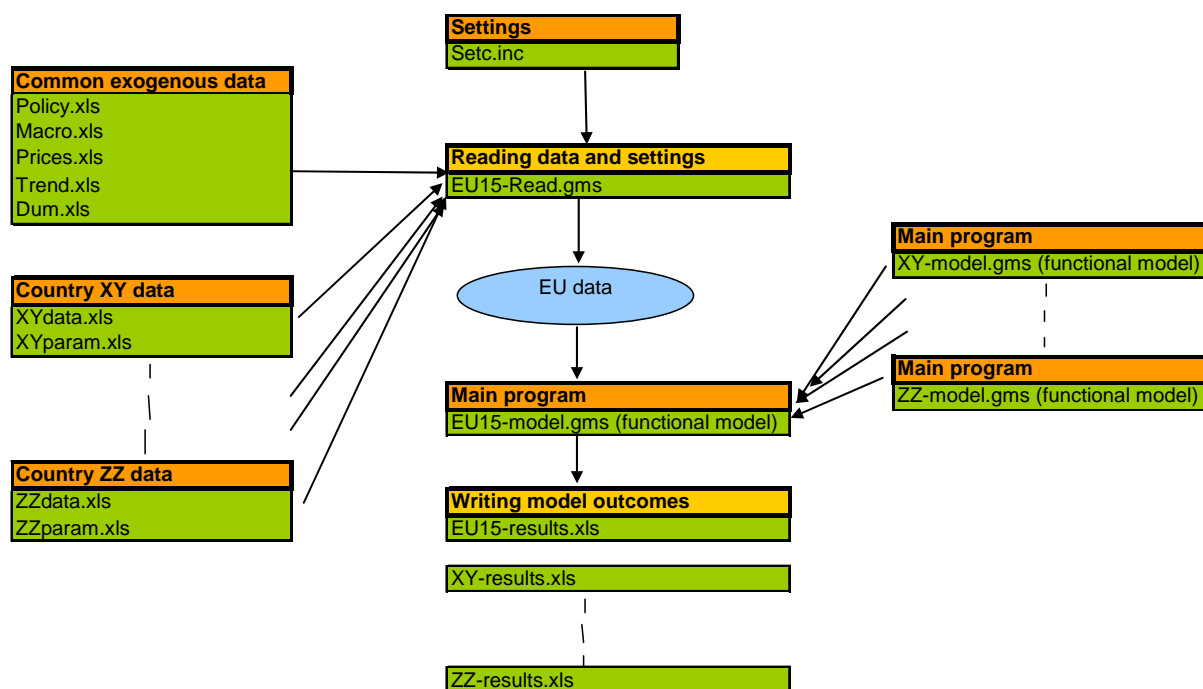 Settings
Setc.inc
Common exogenous data
Policy.xls
Macro.xls
Prices.xls
Trend.xls
Dum.xls
Reading data and settings
EU15-Read.gms
Country XY data
XYdata.xls
XYparam.xls
EU data
Main program
XY-model.gms (functional model)
Main program
ZZ-model.gms (functional model)
Main program
EU15-model.gms (functional model)
Country ZZ data
ZZdata.xls
ZZparam.xls
Writing model outcomes
EU15-results.xls
XY-results.xls
ZZ-results.xls